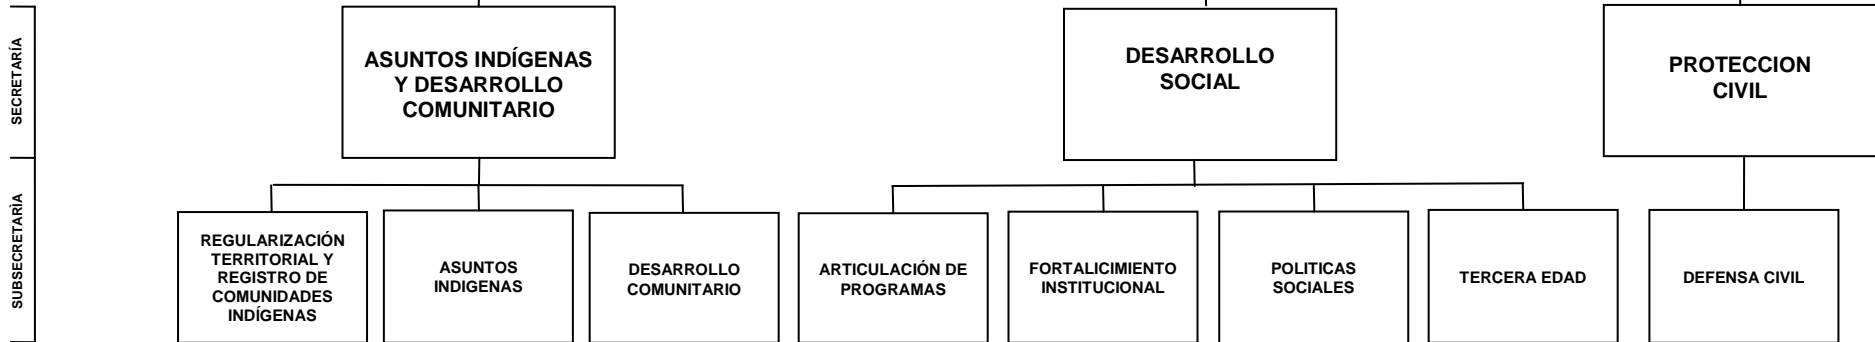 SECRETARÍA
ASUNTOS INDÍGENAS
Y DESARROLLO
COMUNITARIO
DESARROLLO
SOCIAL
PROTECCION
CIVIL
SUBSECRETARÌA
REGULARIZACIÓN
TERRITORIAL Y
REGISTRO DE
COMUNIDADES
INDÍGENAS
ASUNTOS
INDIGENAS
DESARROLLO
COMUNITARIO
ARTICULACIÓN DE
PROGRAMAS
FORTALICIMIENTO
INSTITUCIONAL
POLITICAS
SOCIALES
TERCERA EDAD
DEFENSA CIVIL